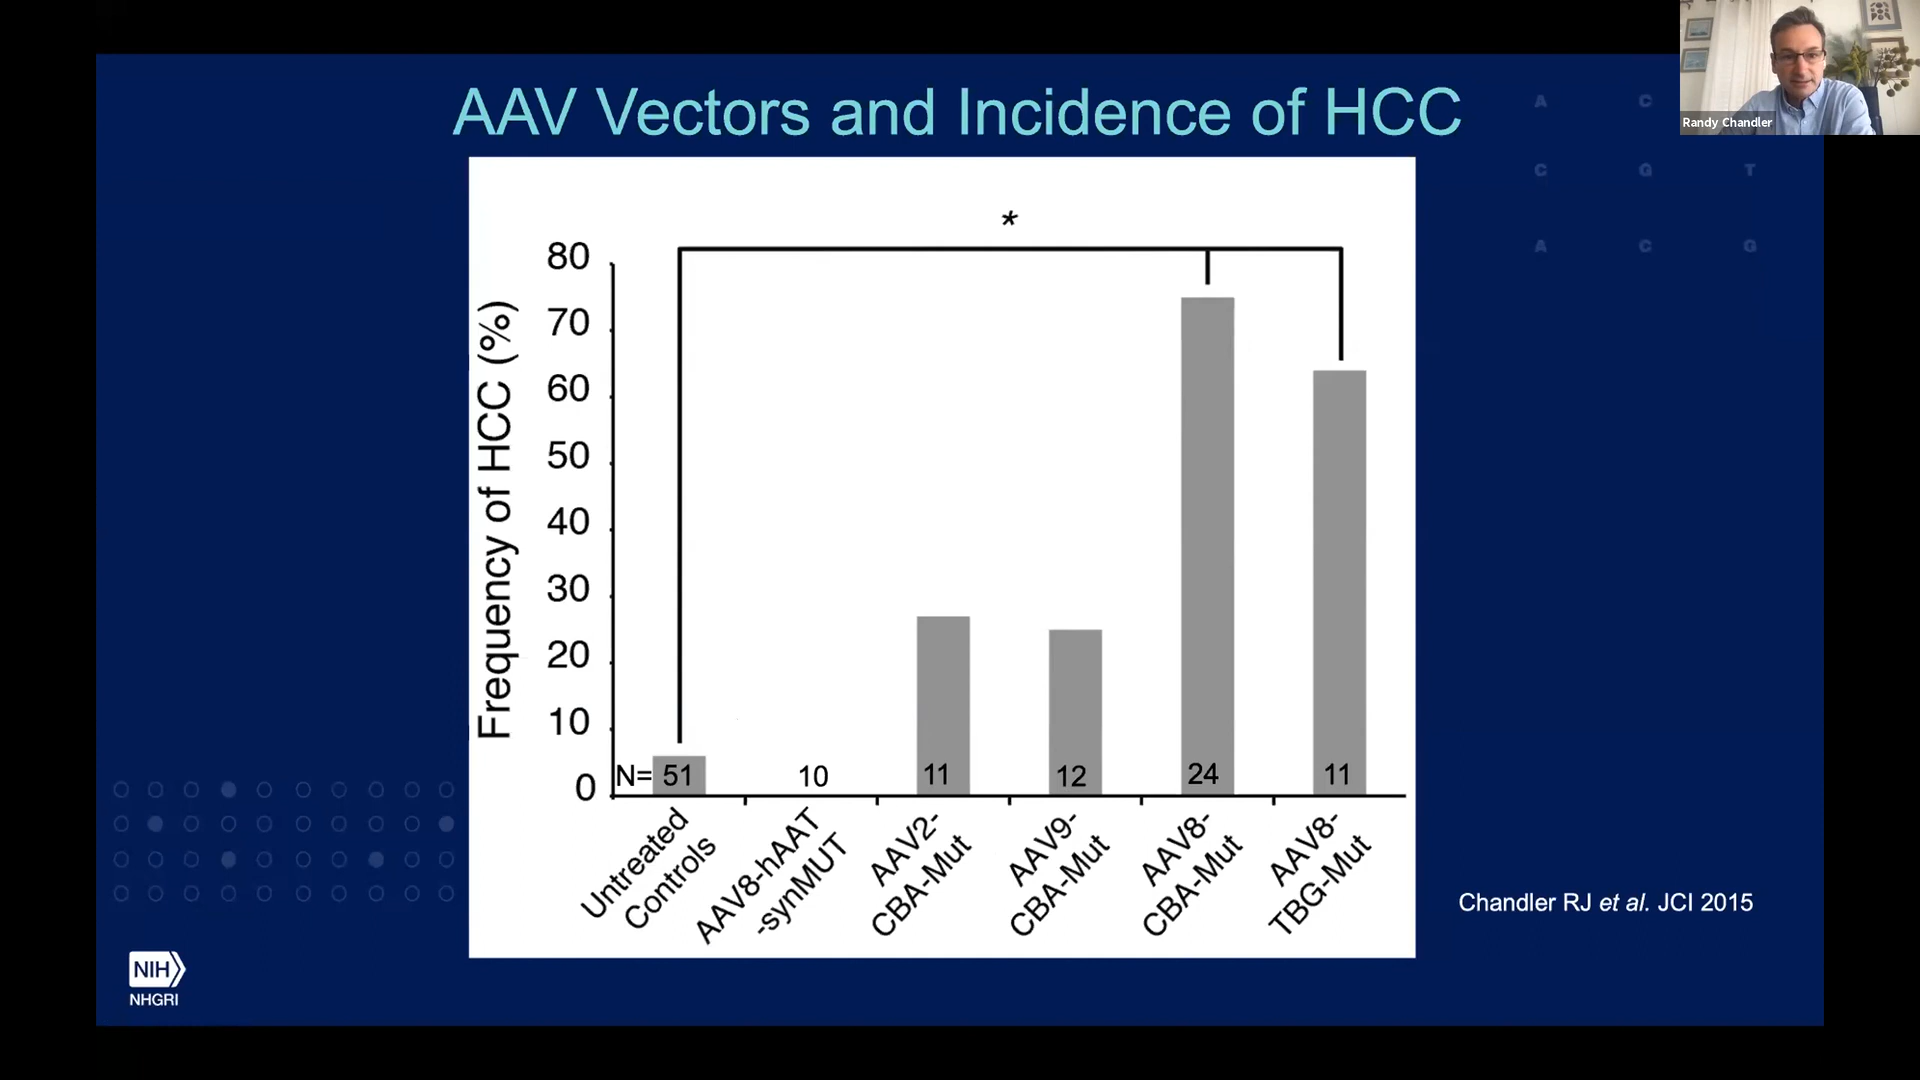 Randy Chandler
AAV Vectors and Incidence of HCC
A C
C G T
A C G
*
Frequency of HCC (%)
80
70
60
50
40
30
20
10
0
N= 51 10 11 12 24 11
Untreated
Controls
AAV8-hAAT
-synMUT
AAV2-
CBA-Mut
AAV9-
CBA-Mut
AAV8-
CBA-Mut
AAV8-
TBG-Mut
Chandler RJ et al. JCI 2015
NIH
NHGRI